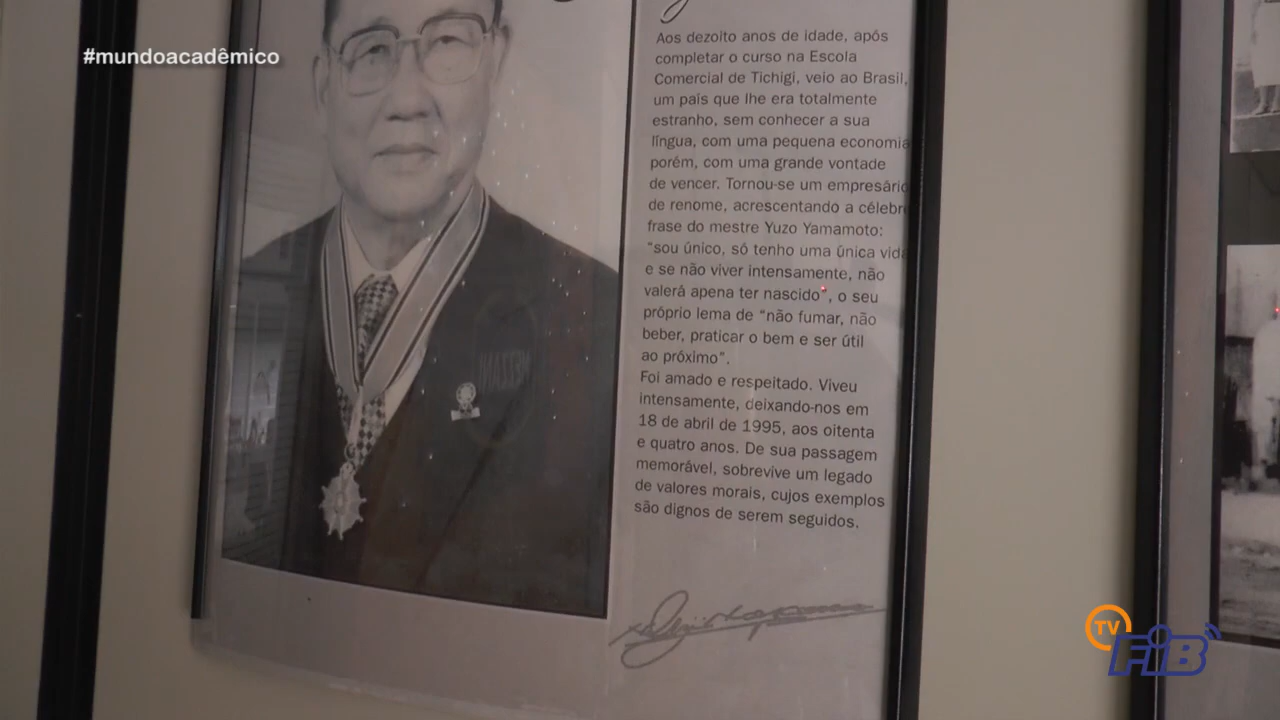 #mundoacadêmico
Aos dezoito anos de idade, após
completar o curso na Escola
Comercial de Tichigi, veio ao Brasil,
um país que lhe era totalmente
estranho, sem conhecer a sua
língua, com uma pequena economia
porém, com uma grande vontade
de vencer. Tornou-se um empresário
de renome, acrescentando a célebre
frase do mestre Yuzo Yamamoto:
"sou único, só tenho uma única vida
e se não viver intensamente, não
valerá apena ter nascido", o seu
próprio lema de "não fumar, não
beber, praticar o bem e ser útil
ao próximo".
Foi amado e respeitado. Viveu
intensamente, deixando-nos em
18 de abril de 1995, aos oitenta
e quatro anos. De sua passagem
memorável, sobrevive um legado
de valores morais, cujos exemplos
são dignos de serem seguidos.
TV
FIB